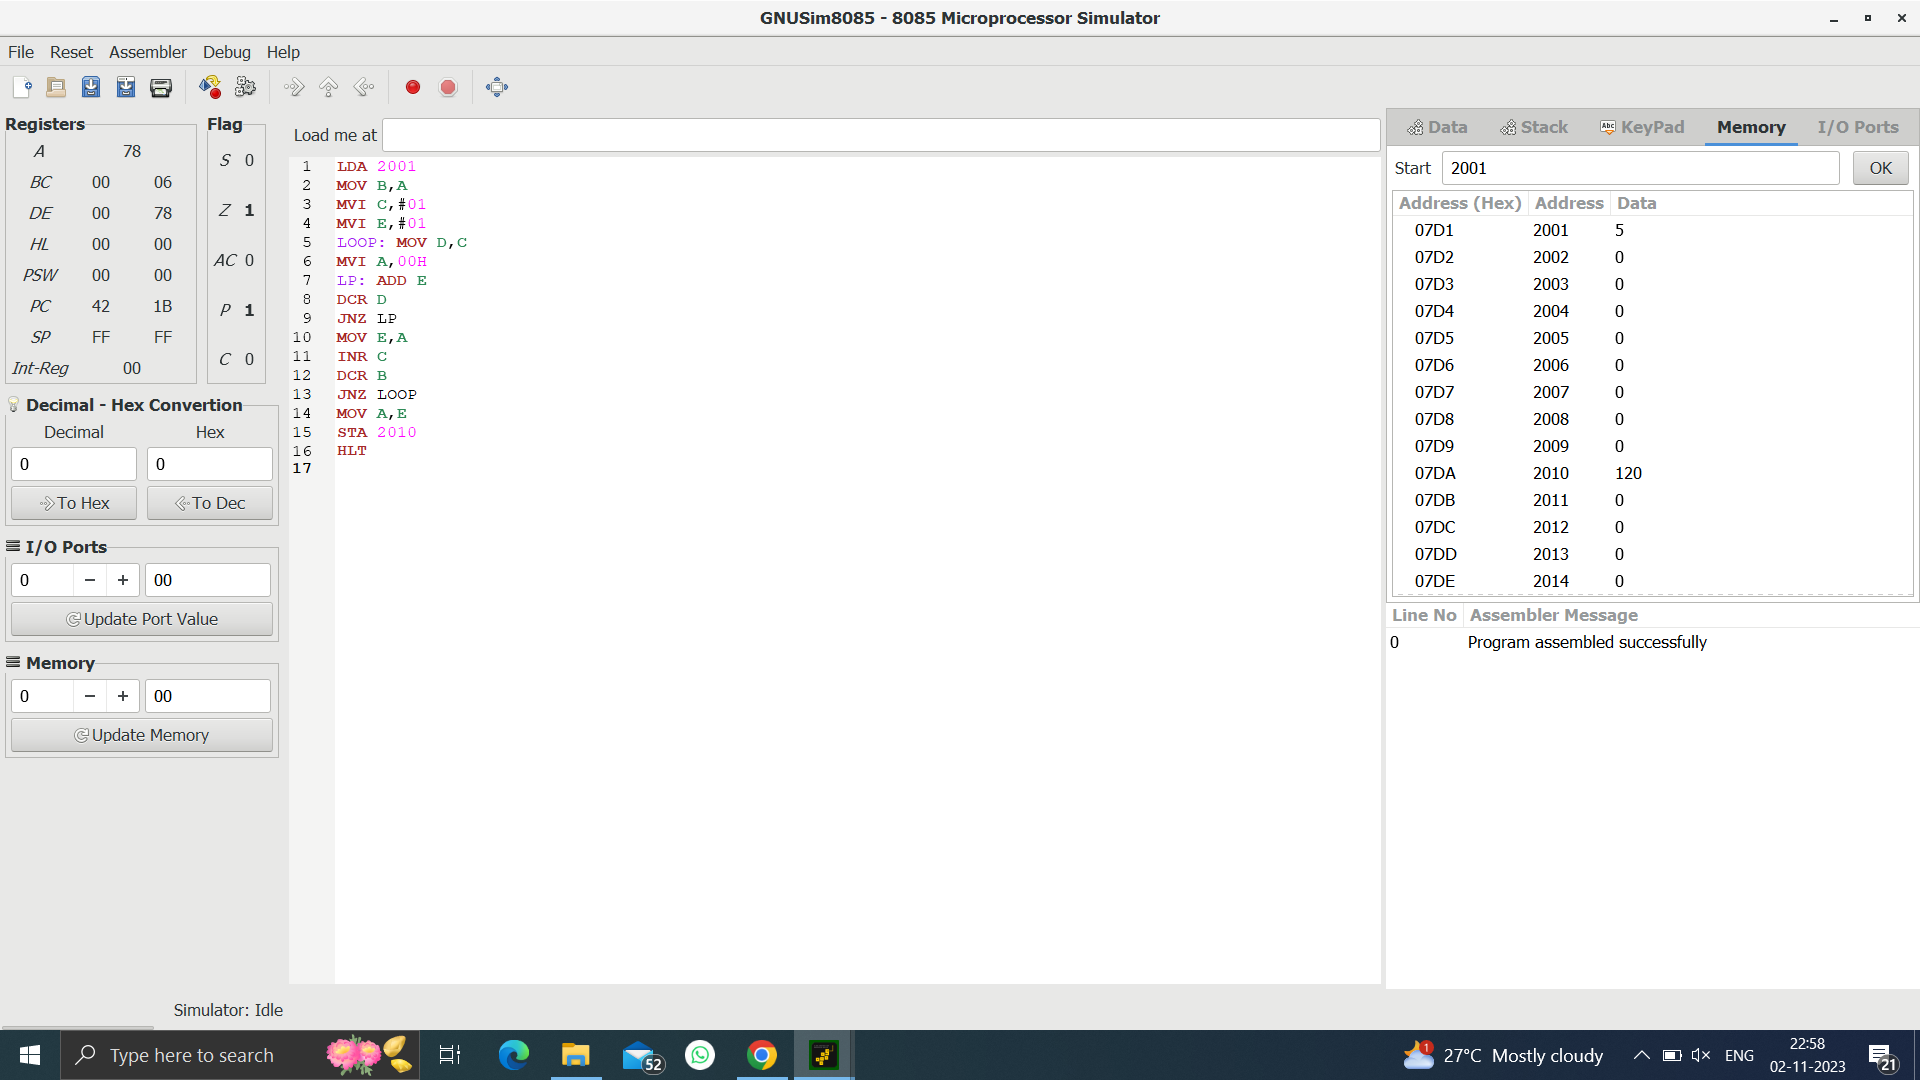 GNUSim8085 - 8085 Microprocessor Simulator
File Reset Assembler Debug Help
Registers
A 78
BC 00 06
DE 00 78
HL 00 00
PSW 00 00
PC 42 1B
SP FF FF
Int-Reg 00
Flag
S 0
Z 1
AC 0
P 1
C 0
Decimal - Hex Convertion
Decimal Hex
0 0
To Hex To Dec
I/O Ports
0 − + 00
Update Port Value
Memory
0 − + 00
Update Memory
Load me at
1 LDA 2001
2 MOV B,A
3 MVI C,#01
4 MVI E,#01
5 LOOP: MOV D,C
6 MVI A,00H
7 LP: ADD E
8 DCR D
9 JNZ LP
10 MOV E,A
11 INR C
12 DCR B
13 JNZ LOOP
14 MOV A,E
15 STA 2010
16 HLT
17
Data Stack Abc KeyPad Memory I/O Ports
Start 2001 OK
Address (Hex) Address Data
07D1 2001 5
07D2 2002 0
07D3 2003 0
07D4 2004 0
07D5 2005 0
07D6 2006 0
07D7 2007 0
07D8 2008 0
07D9 2009 0
07DA 2010 120
07DB 2011 0
07DC 2012 0
07DD 2013 0
07DE 2014 0
Line No Assembler Message
0 Program assembled successfully
Simulator: Idle
Type here to search
52
1
27°C Mostly cloudy
ENG
22:58
02-11-2023
21